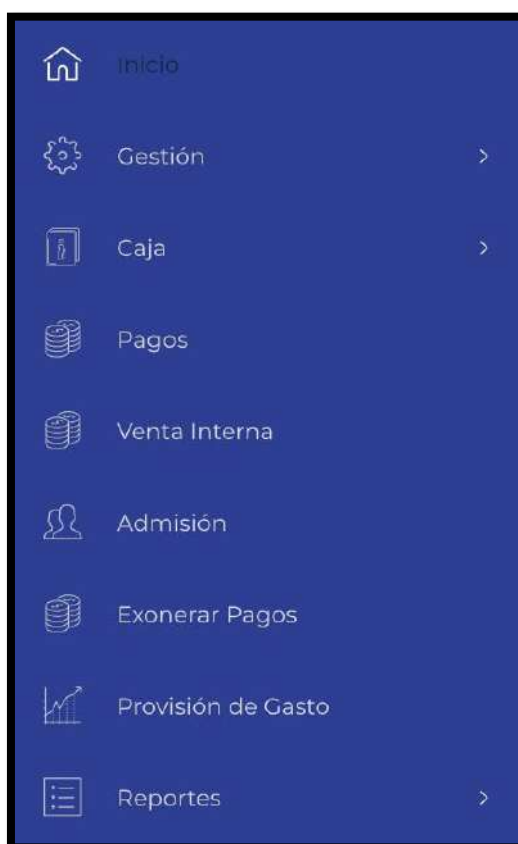 Inicio
Gestión
Caja
Pagos
Venta Interna
Admisión
Exonerar Pagos
Provisión de Gasto
Reportes